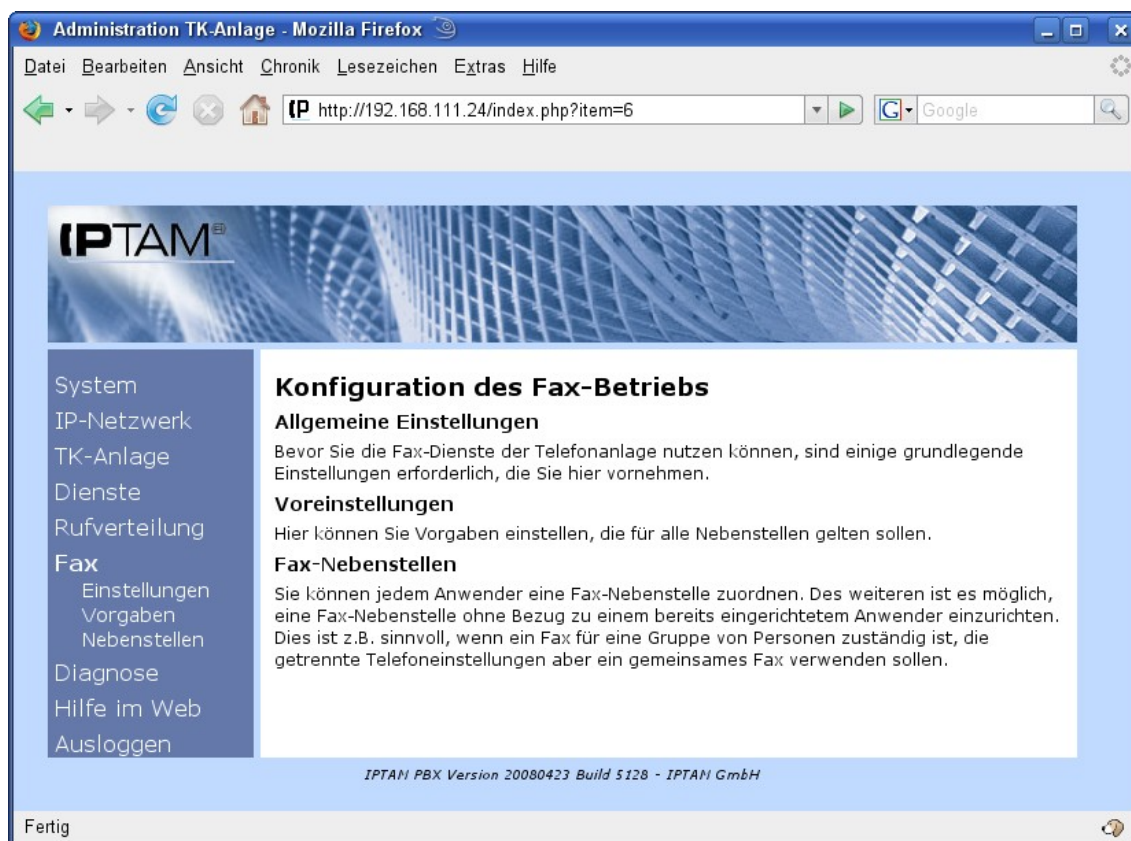 Administration TK-Anlage - Mozilla Firefox
Datei Bearbeiten Ansicht Chronik Lesezeichen Extras Hilfe
(P http://192.168.111.24/index.php?item=6
G Google
(PTAM®
System
IP-Netzwerk
TK-Anlage
Dienste
Rufverteilung
Fax
Einstellungen
Vorgaben
Nebenstellen
Diagnose
Hilfe im Web
Ausloggen
Konfiguration des Fax-Betriebs
Allgemeine Einstellungen
Bevor Sie die Fax-Dienste der Telefonanlage nutzen können, sind einige grundlegende
Einstellungen erforderlich, die Sie hier vornehmen.
Voreinstellungen
Hier können Sie Vorgaben einstellen, die für alle Nebenstellen gelten sollen.
Fax-Nebenstellen
Sie können jedem Anwender eine Fax-Nebenstelle zuordnen. Des weiteren ist es möglich,
eine Fax-Nebenstelle ohne Bezug zu einem bereits eingerichtetem Anwender einzurichten.
Dies ist z.B. sinnvoll, wenn ein Fax für eine Gruppe von Personen zuständig ist, die
getrennte Telefoneinstellungen aber ein gemeinsames Fax verwenden sollen.
IPTAM PBX Version 20080423 Build 5128 - IPTAM GmbH
Fertig